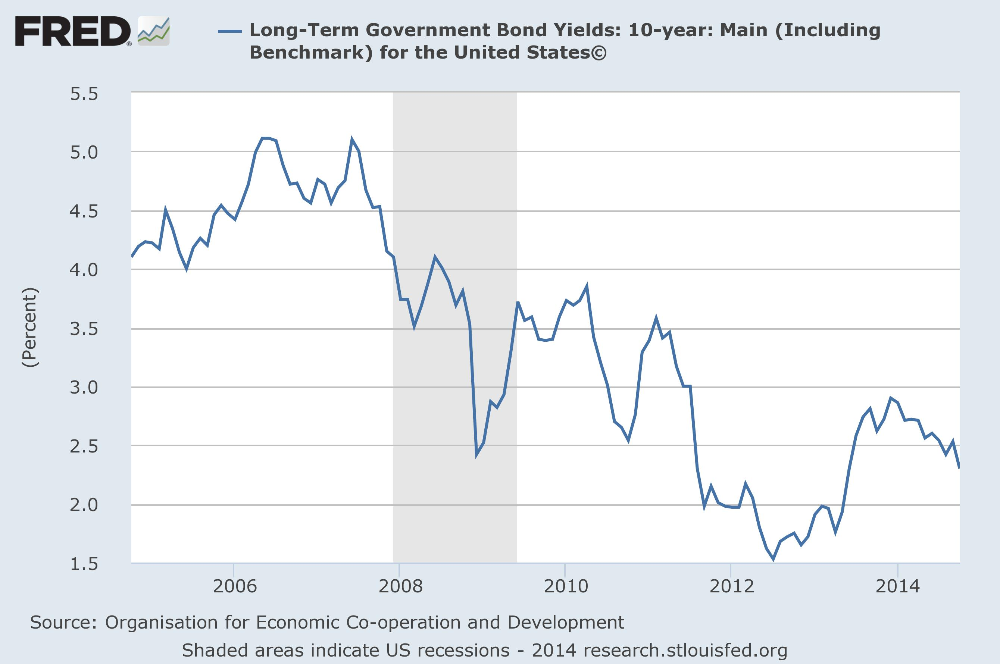 FRED®
Long-Term Government Bond Yields: 10-year: Main (Including
Benchmark) for the United States©
5.5
5.0
4.5
4.0
3.5
3.0
2.5
2.0
1.5
(Percent)
2006
2008
2010
2012
2014
Source: Organisation for Economic Co-operation and Development
Shaded areas indicate US recessions - 2014 research.stlouisfed.org